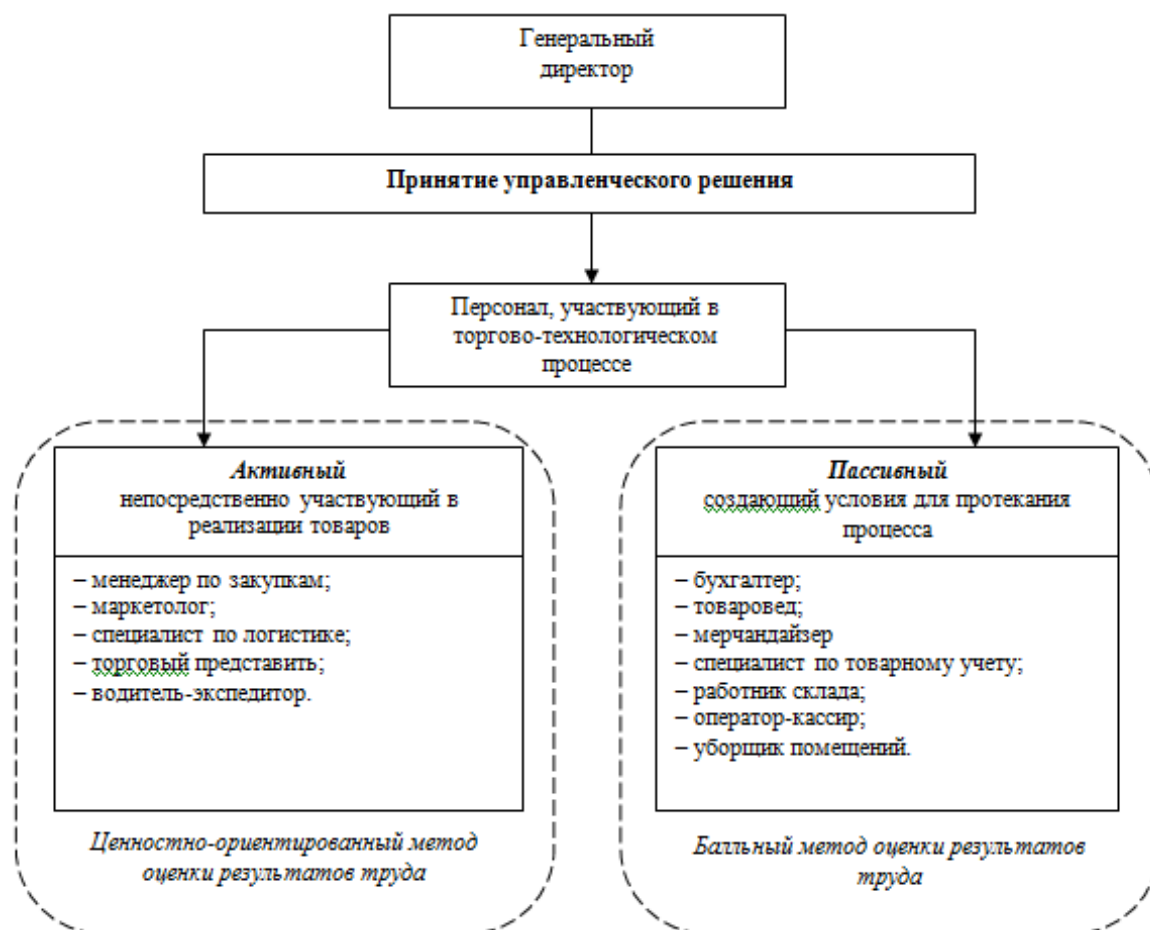 Генеральный
директор
Принятие управленческого решения
Персонал, участвующий в
торгово-технологическом
процессе
Активный
непосредственно участвующий в
реализации товаров
– менеджер по закупкам;
– маркетолог;
– специалист по логистике;
– торговый представить;
– водитель-экспедитор.
Ценностно-ориентированный метод
оценки результатов труда
Пассивный
создающий условия для протекания
процесса
– бухгалтер;
– товаровед;
– мерчандайзер
– специалист по товарному учету;
– работник склада;
– оператор-кассир;
– уборщик помещений.
Балльный метод оценки результатов
труда